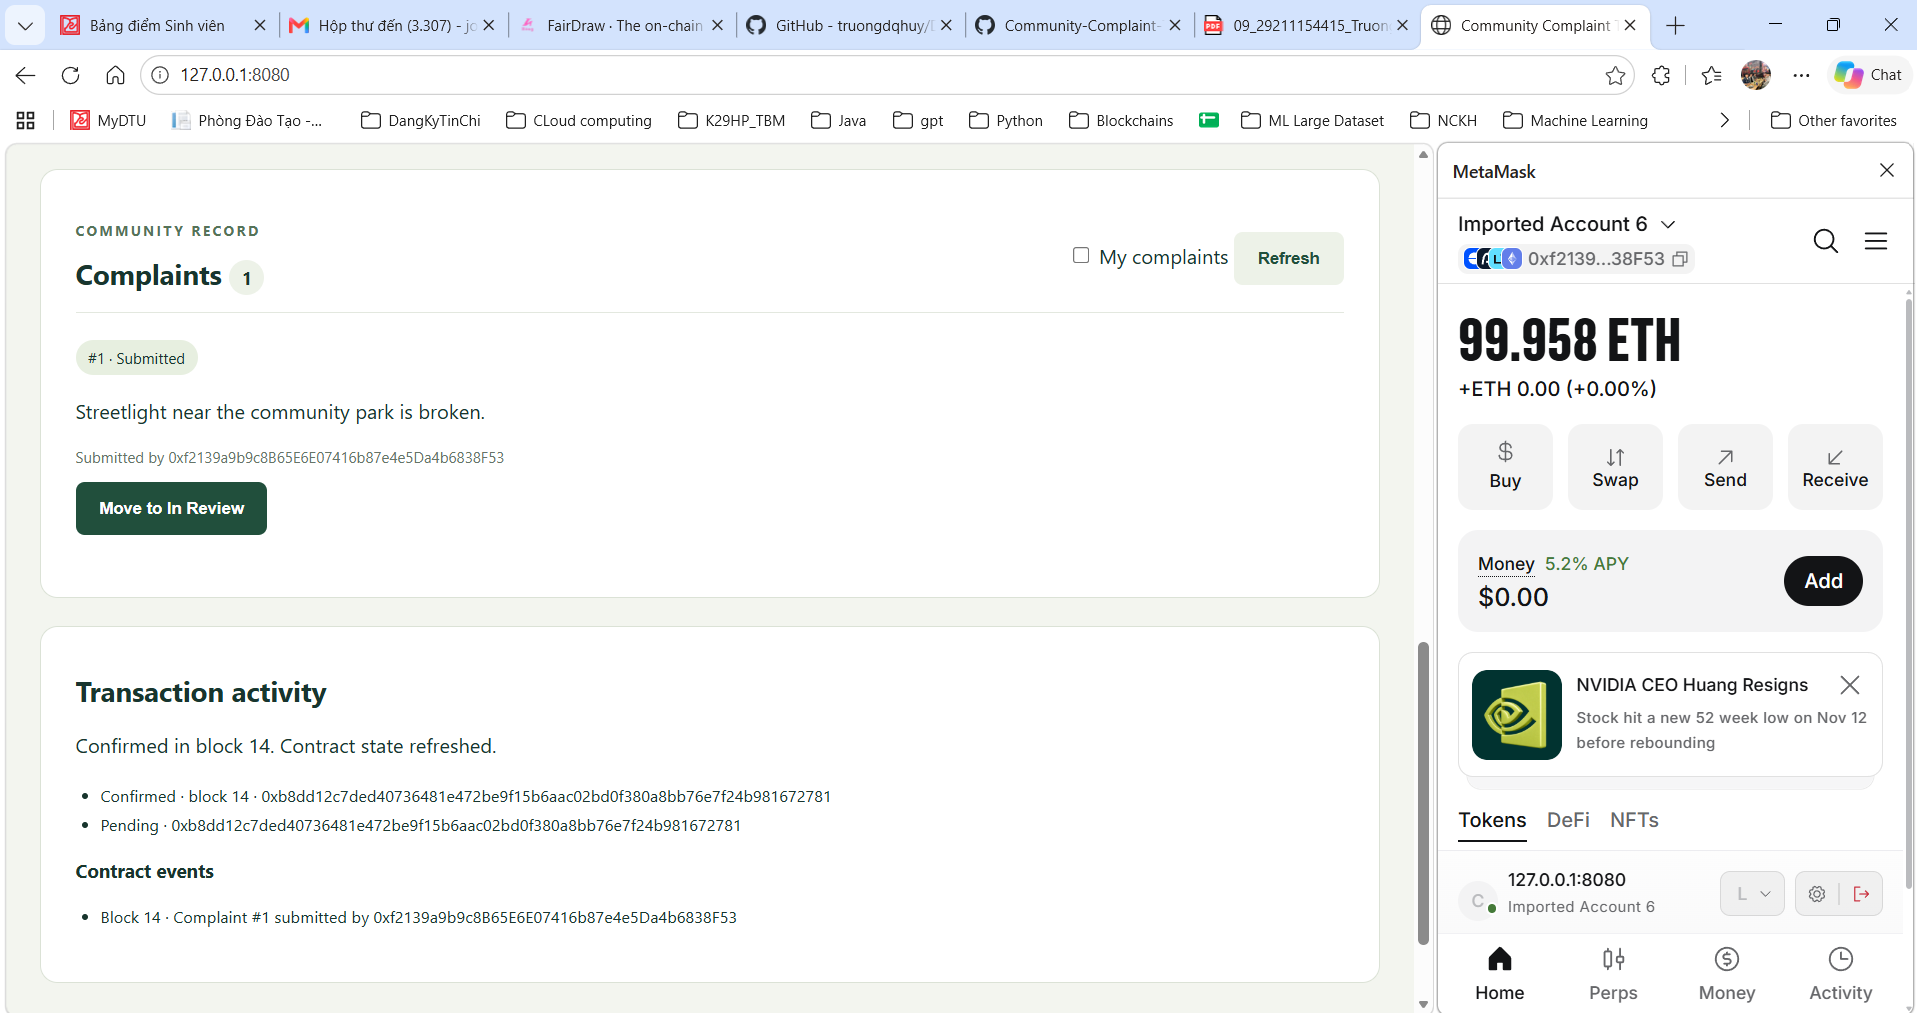 Bảng điểm Sinh viên
Hộp thư đến (3.307) - jo
FairDraw · The on-chain
GitHub - truongdqhuy/
Community-Complaint-
09_29211154415_Truon
Community Complaint T
127.0.0.1:8080
Chat
MyDTU
Phòng Đào Tạo -...
DangKyTinChi
CLoud computing
K29HP_TBM
Java
gpt
Python
Blockchains
ML Large Dataset
NCKH
Machine Learning
Other favorites
COMMUNITY RECORD
Complaints 1
My complaints
Refresh
#1 · Submitted
Streetlight near the community park is broken.
Submitted by 0xf2139a9b9c8B65E6E07416b87e4e5Da4b6838F53
Move to In Review
Transaction activity
Confirmed in block 14. Contract state refreshed.
Confirmed · block 14 · 0xb8dd12c7ded40736481e472be9f15b6aac02bd0f380a8bb76e7f24b981672781
Pending · 0xb8dd12c7ded40736481e472be9f15b6aac02bd0f380a8bb76e7f24b981672781
Contract events
Block 14 · Complaint #1 submitted by 0xf2139a9b9c8B65E6E07416b87e4e5Da4b6838F53
MetaMask
Imported Account 6
0xf2139...38F53
99.958 ETH
+ETH 0.00 (+0.00%)
Buy
Swap
Send
Receive
Money 5.2% APY
$0.00
Add
NVIDIA CEO Huang Resigns
Stock hit a new 52 week low on Nov 12
before rebounding
Tokens
DeFi
NFTs
C
127.0.0.1:8080
Imported Account 6
L
Home
Perps
Money
Activity